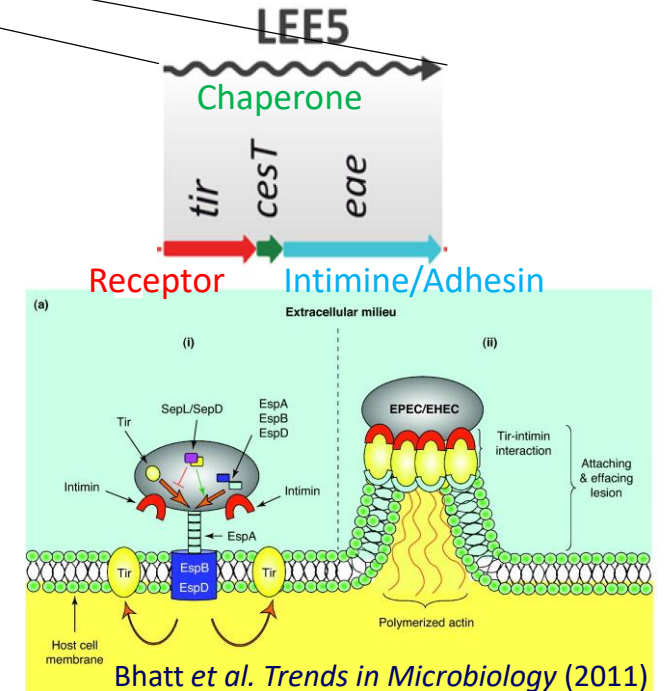 LEE5
Chaperone
tir
cesT
eae
Receptor
Intimine/Adhesin
(a)
Extracellular milieu
(i)
(ii)
Tir
SepL/SepD
EspA
EspB
EspD
Intimin
Intimin
EspA
Tir
EspB
EspD
Tir
Host cell
membrane
EPEC/EHEC
Tir-intimin
interaction
Attaching
& effacing
lesion
Polymerized actin
Bhatt et al. Trends in Microbiology (2011)